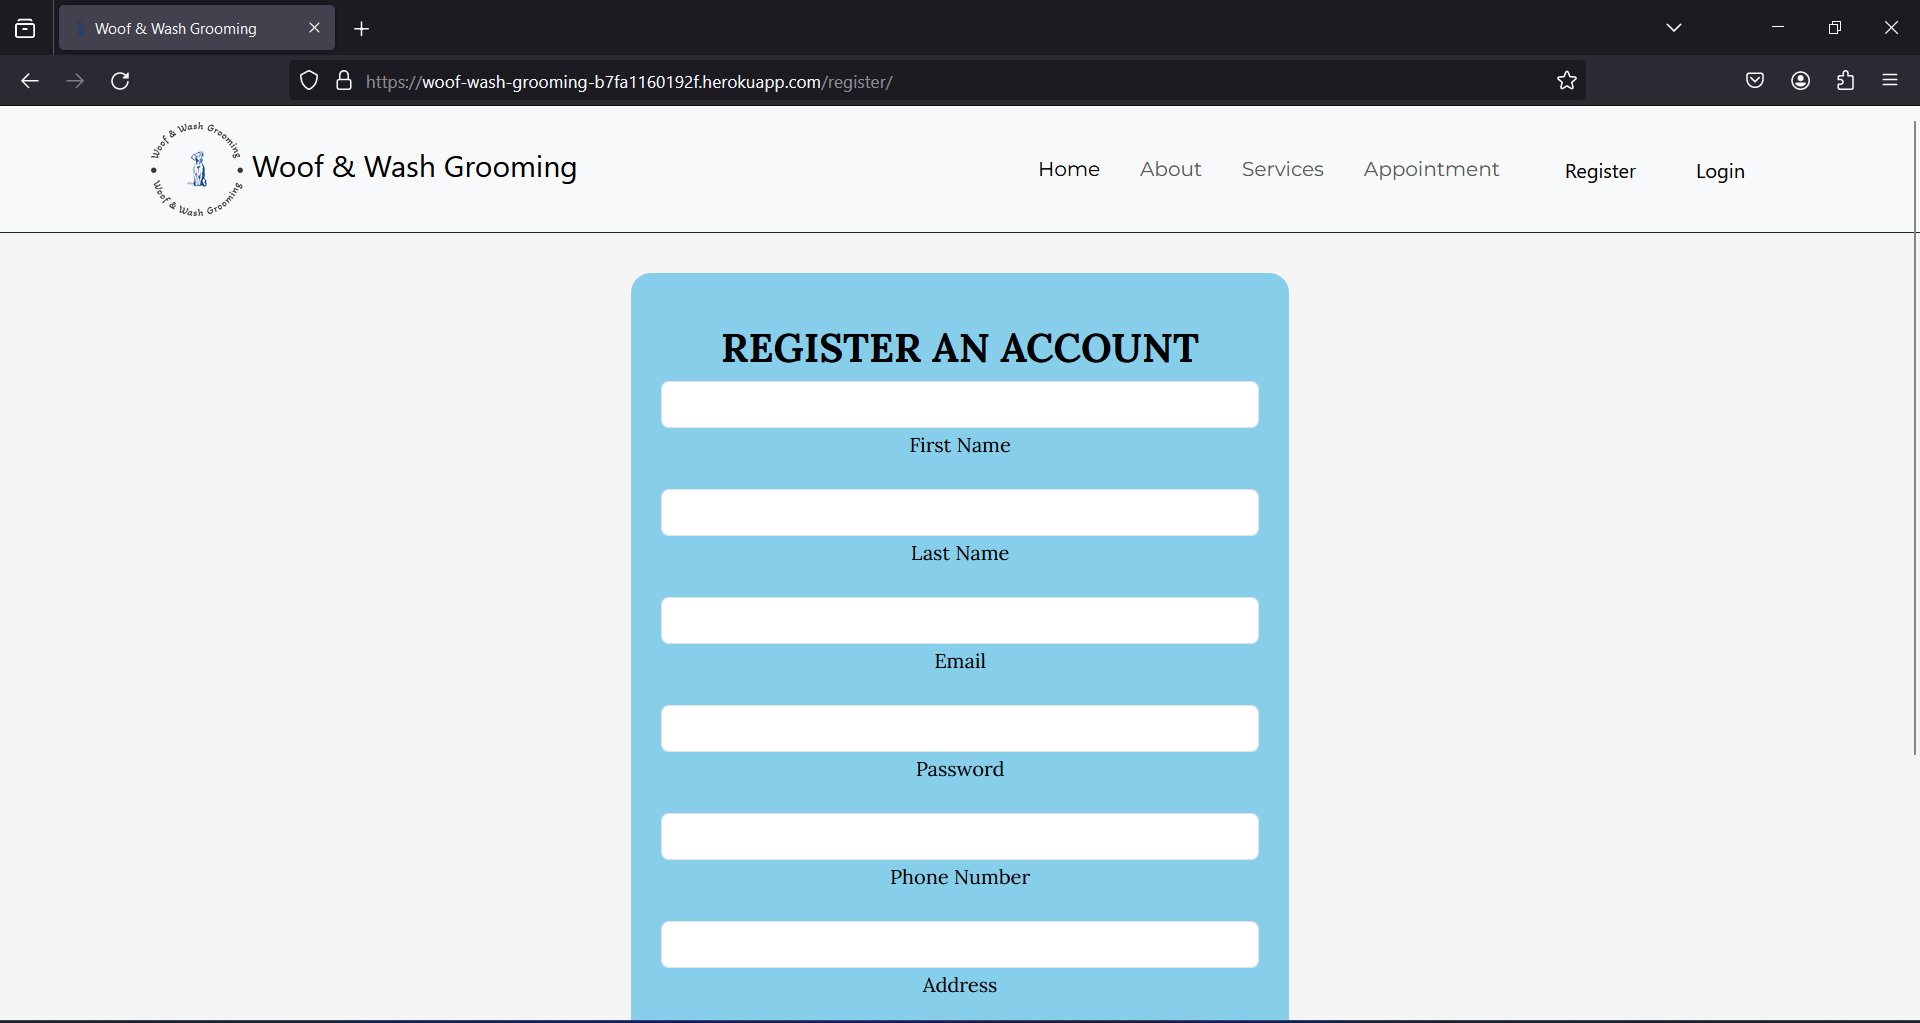 Woof & Wash Grooming
https://woof-wash-grooming-b7fa1160192f.herokuapp.com/register/
Woof & Wash Grooming
Woof & Wash Grooming
Woof & Wash Grooming
Home
About
Services
Appointment
Register
Login
REGISTER AN ACCOUNT
First Name
Last Name
Email
Password
Phone Number
Address